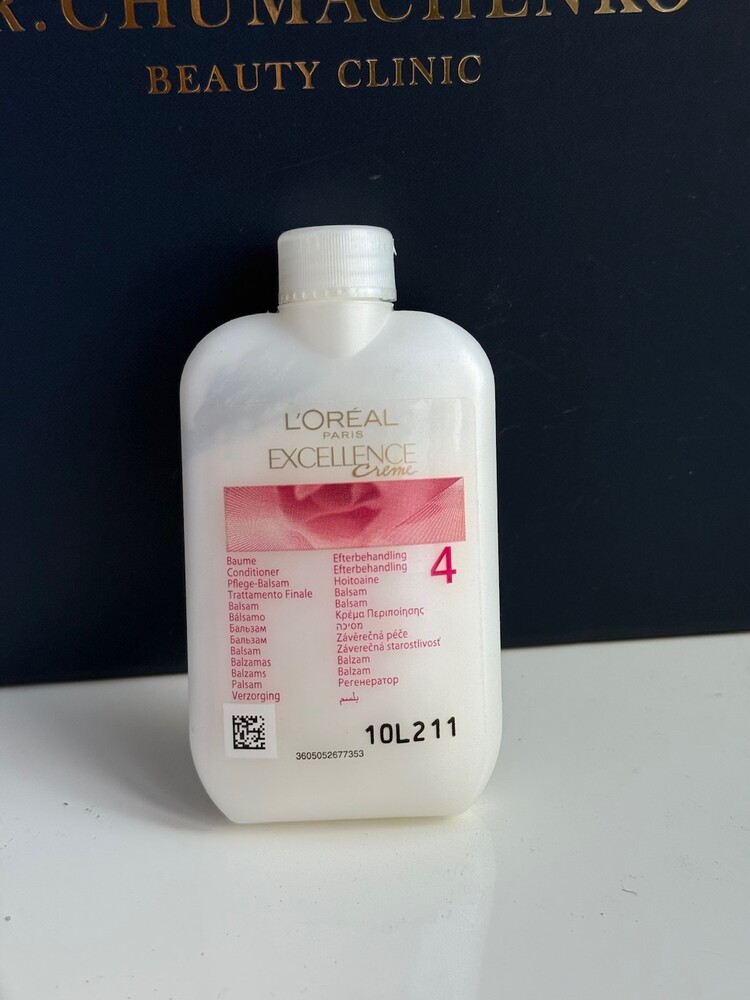 R. CHUMACHENKO
BEAUTY CLINIC
L'ORÉAL
PARIS
EXCELLENCE
Creme
Baume
Conditioner
Pflege-Balsam
Trattamento Finale
Balsam
Bálsamo
Бальзам
Бальзам
Balsam
Balzamas
Balzams
Palsam
Verzorging
Efterbehandling
Efterbehandling
Hoitoaine
Balsam
Balsam
Κρέμα Περιποίησης
מסיכה
Závěrečná péče
Záverečná starostlivosť
Balzam
Balzam
Регенератор
بلسم
4
10L211
3605052677353